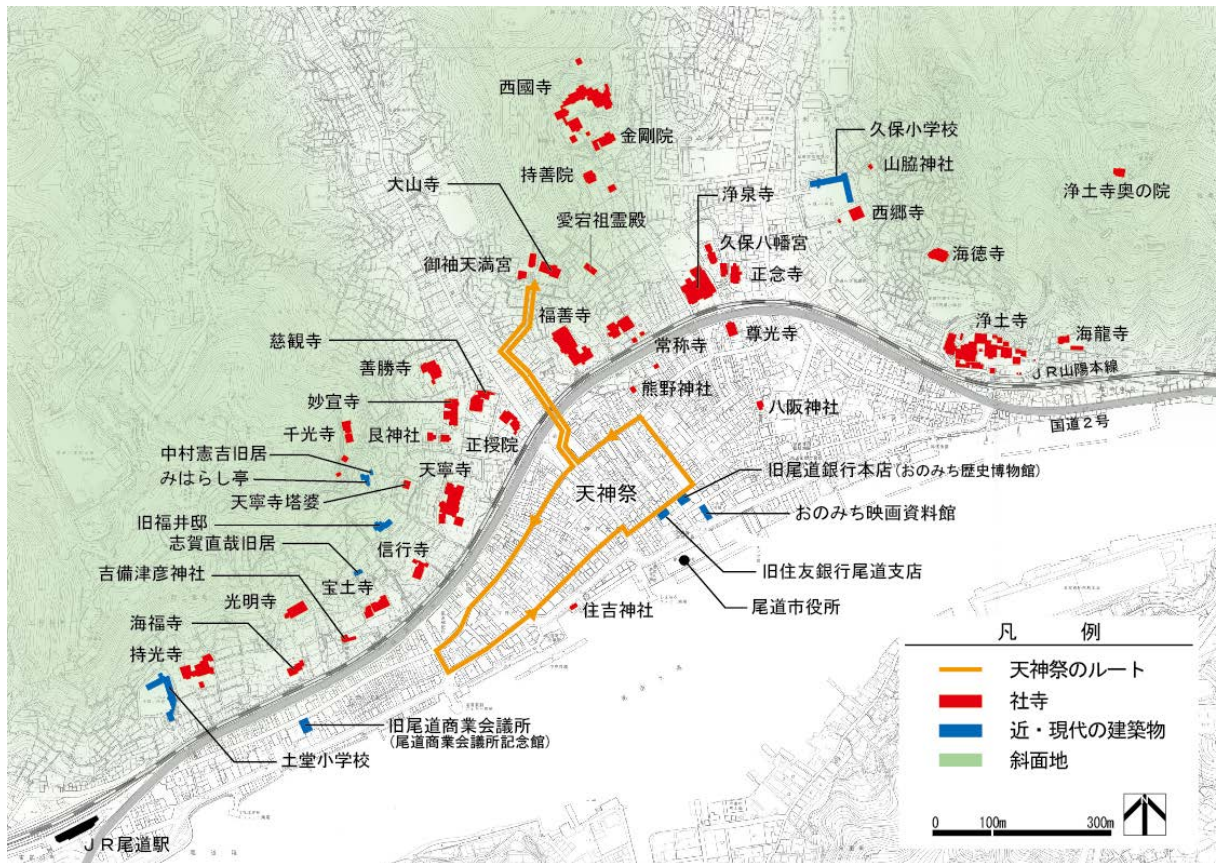 西國寺
金剛院
久保小学校
山脇神社
浄土寺奥の院
大山寺
持善院
浄泉寺
西郷寺
愛宕祖霊殿
久保八幡宮
御袖天満宮
正念寺
海徳寺
福善寺
慈観寺
常称寺
尊光寺
浄土寺
海龍寺
善勝寺
JR山陽本線
妙宣寺
熊野神社
八阪神社
国道2号
千光寺
艮神社
正授院
中村憲吉旧居
みはらし亭
天寧寺
天神祭
旧尾道銀行本店(おのみち歴史博物館)
天寧寺塔婆
おのみち映画資料館
旧福井邸
志賀直哉旧居
信行寺
旧住友銀行尾道支店
吉備津彦神社
宝土寺
光明寺
住吉神社
尾道市役所
海福寺
持光寺
旧尾道商業会議所
(尾道商業会議所記念館)
土堂小学校
JR尾道駅
凡 例
天神祭のルート
社寺
近・現代の建築物
斜面地
0 100m 300m